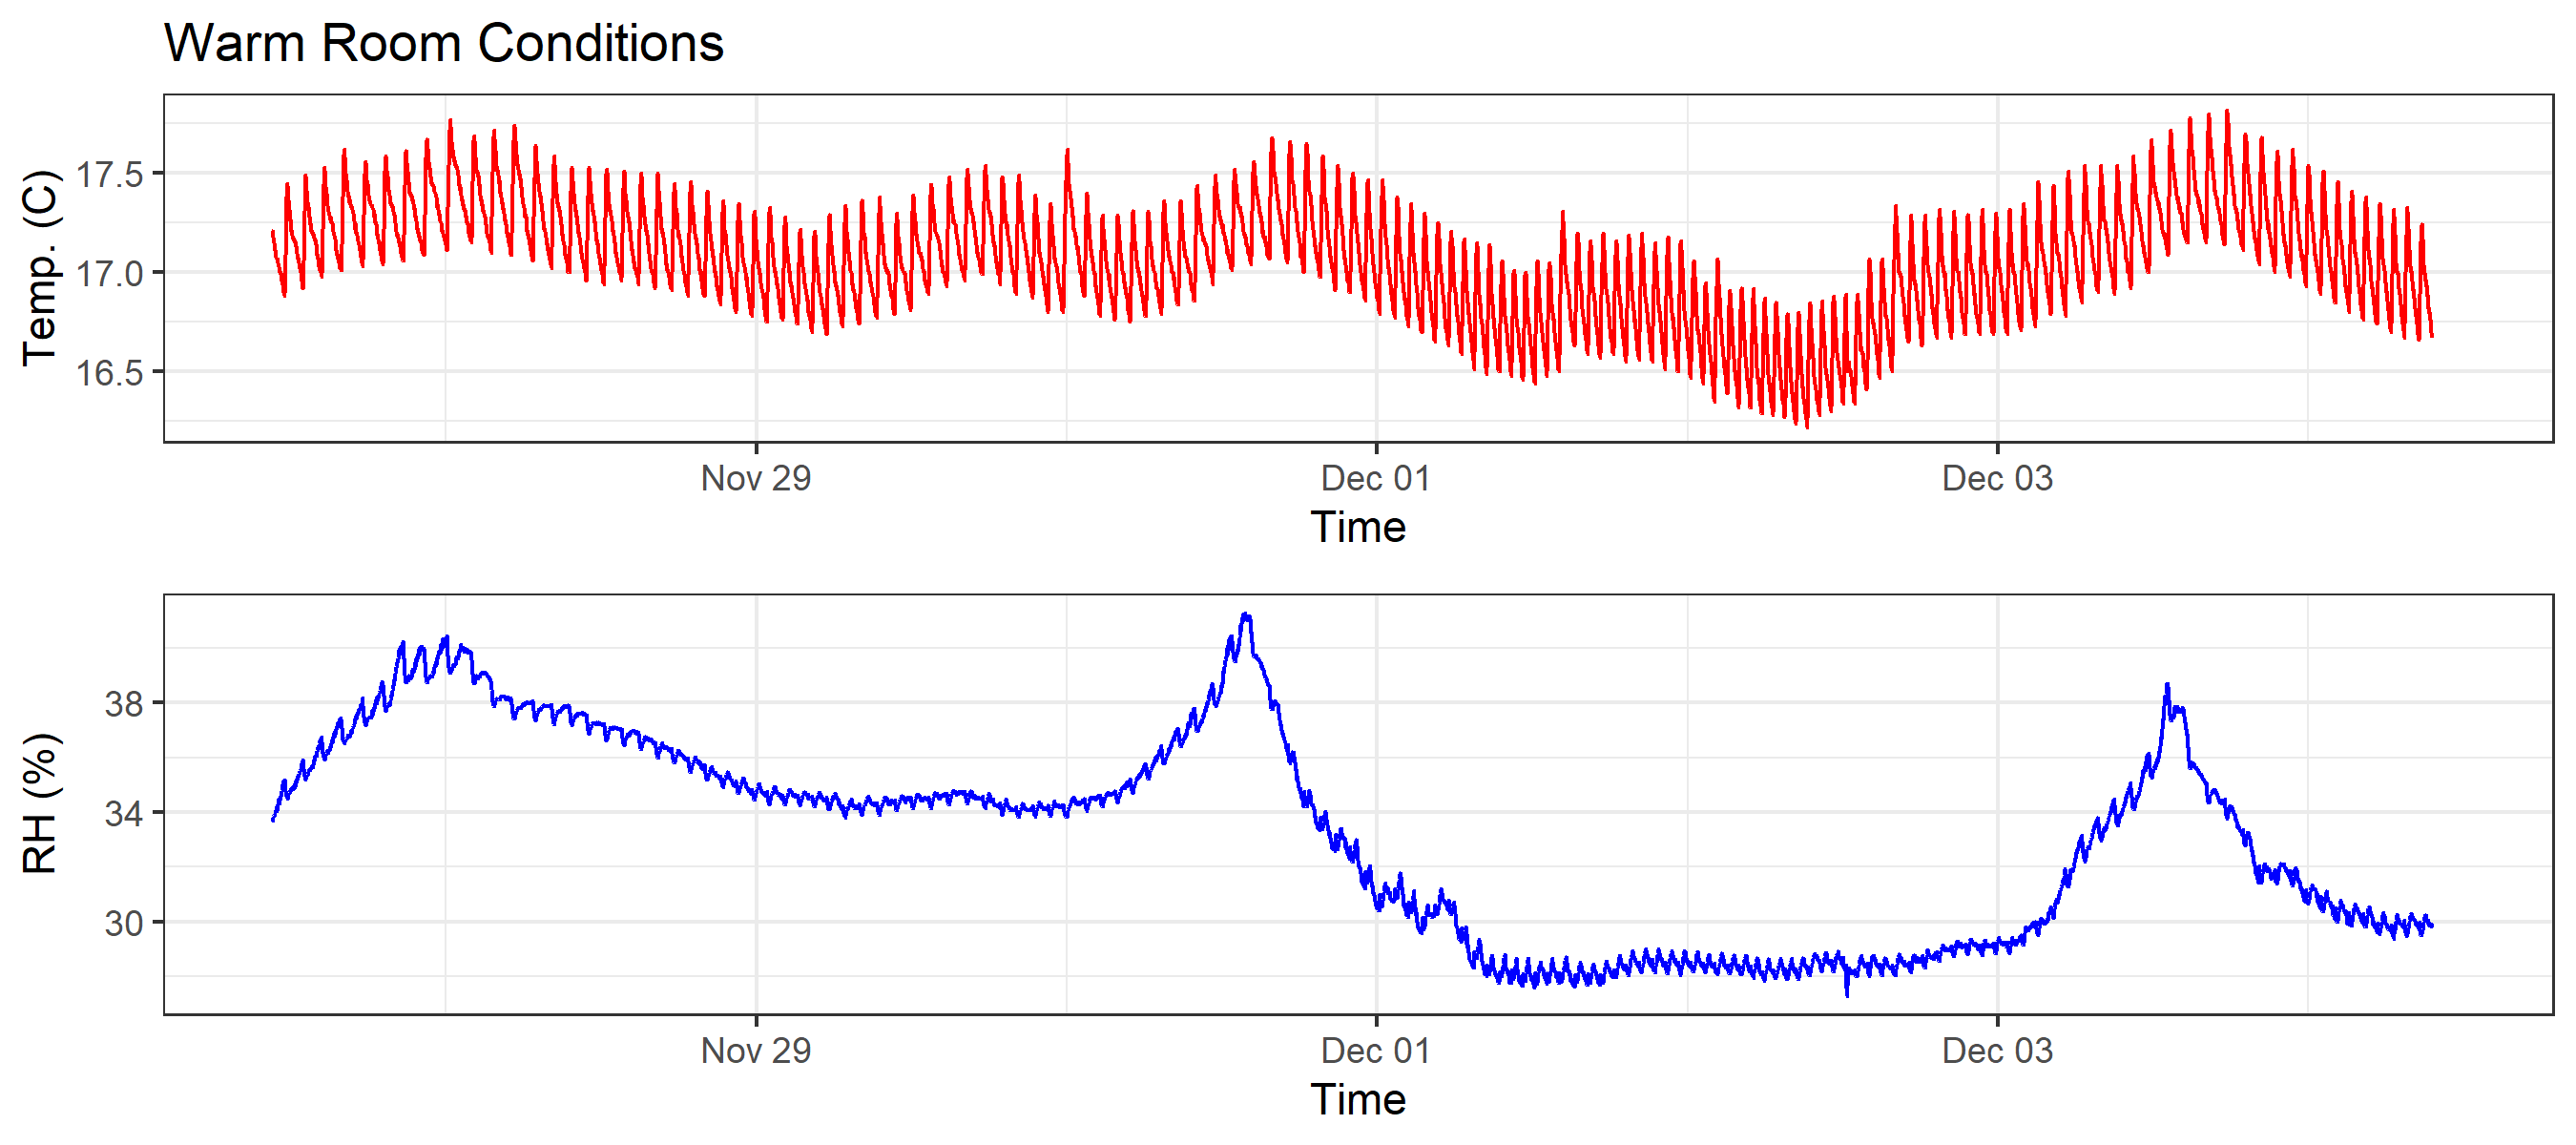 Warm Room Conditions
Temp. (C)
17.5
17.0
16.5
Nov 29 Dec 01 Dec 03
Time
RH (%)
38
34
30
Nov 29 Dec 01 Dec 03
Time